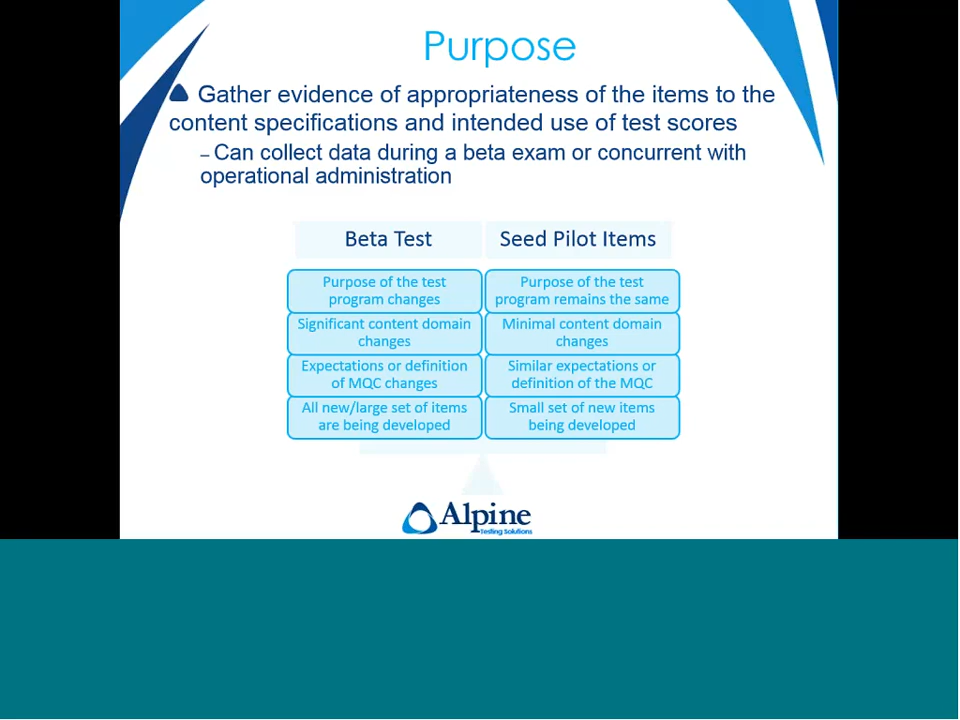 Purpose
Gather evidence of appropriateness of the items to the
content specifications and intended use of test scores
– Can collect data during a beta exam or concurrent with
operational administration
Beta Test
Seed Pilot Items
Purpose of the test
program changes
Purpose of the test
program remains the same
Significant content domain
changes
Minimal content domain
changes
Expectations or definition
of MQC changes
Similar expectations or
definition of the MQC
All new/large set of items
are being developed
Small set of new items
being developed
Alpine
Testing Solutions